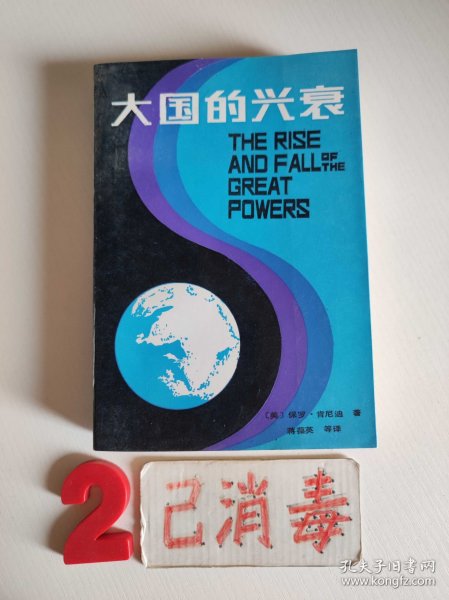 大国的兴衰
THE RISE
AND FALL OF THE
GREAT
POWERS
〔美〕保罗·肯尼迪 著
蒋葆英 等译
2
已消毒
孔夫子旧书网
www.kongfz.com